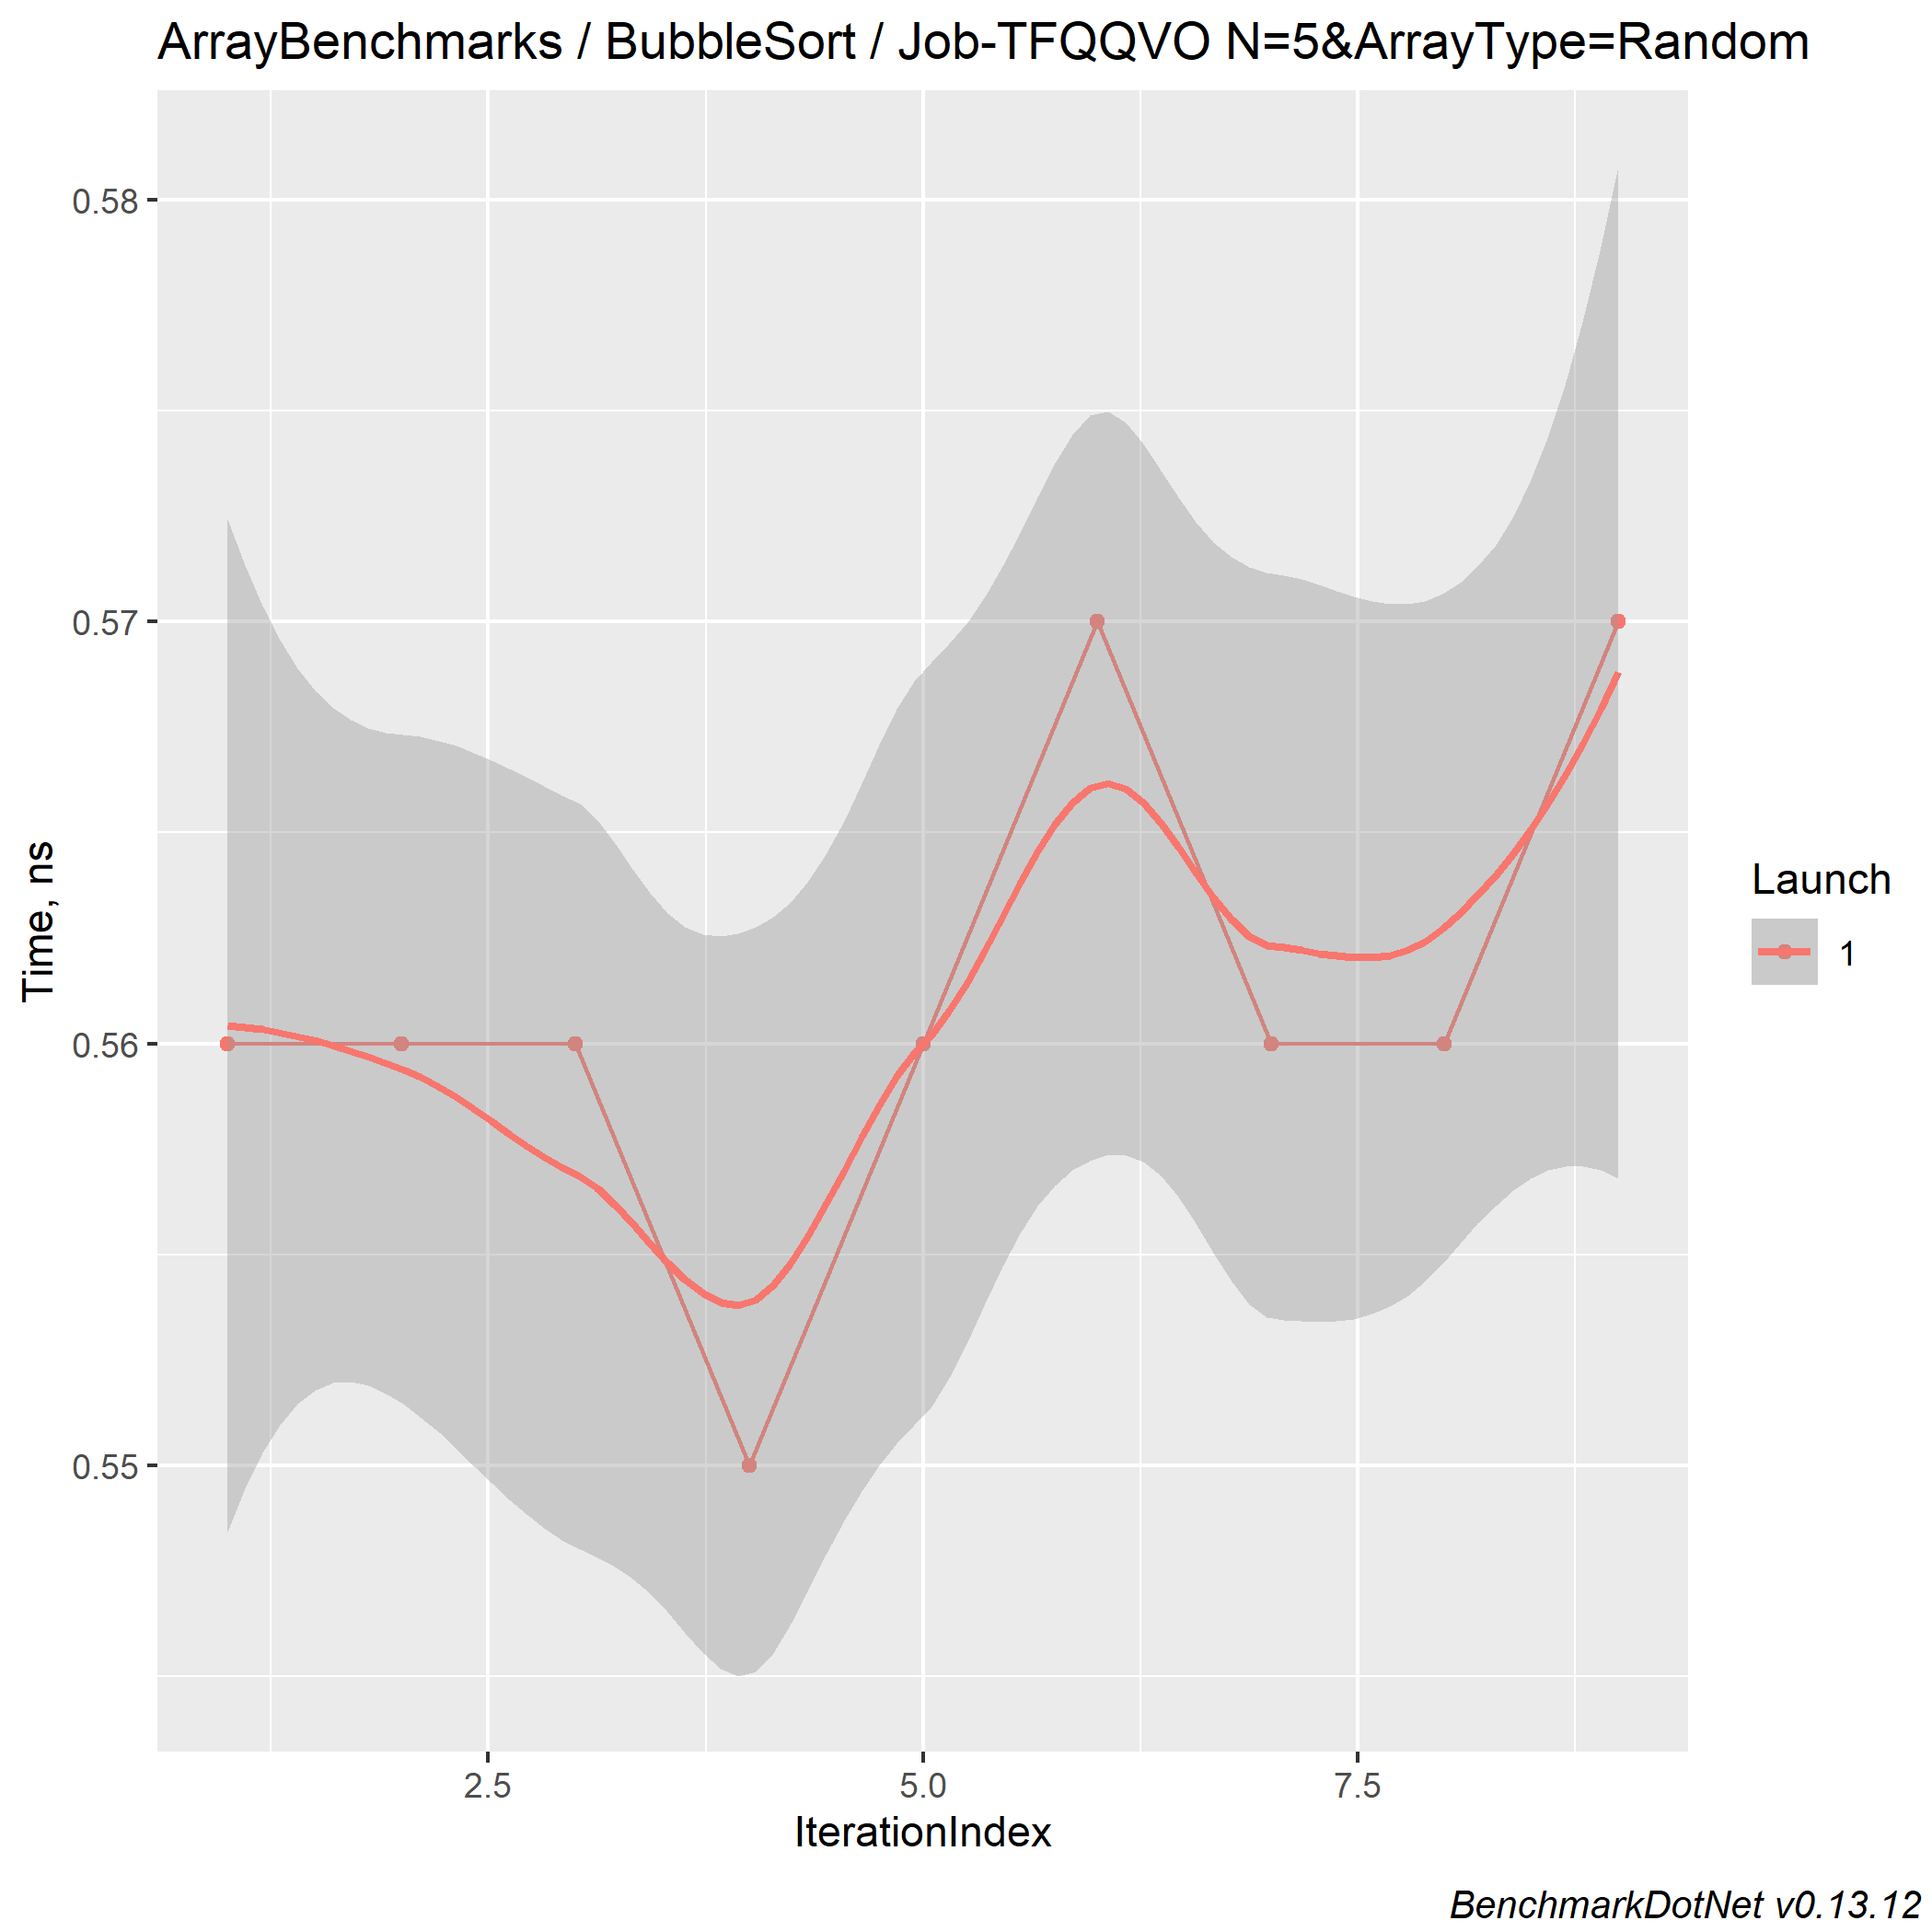 ArrayBenchmarks / BubbleSort / Job-TFQQVO N=5&ArrayType=Random
0.58
0.57
0.56
0.55
Time, ns
2.5 5.0 7.5
IterationIndex
Launch
1
BenchmarkDotNet v0.13.12